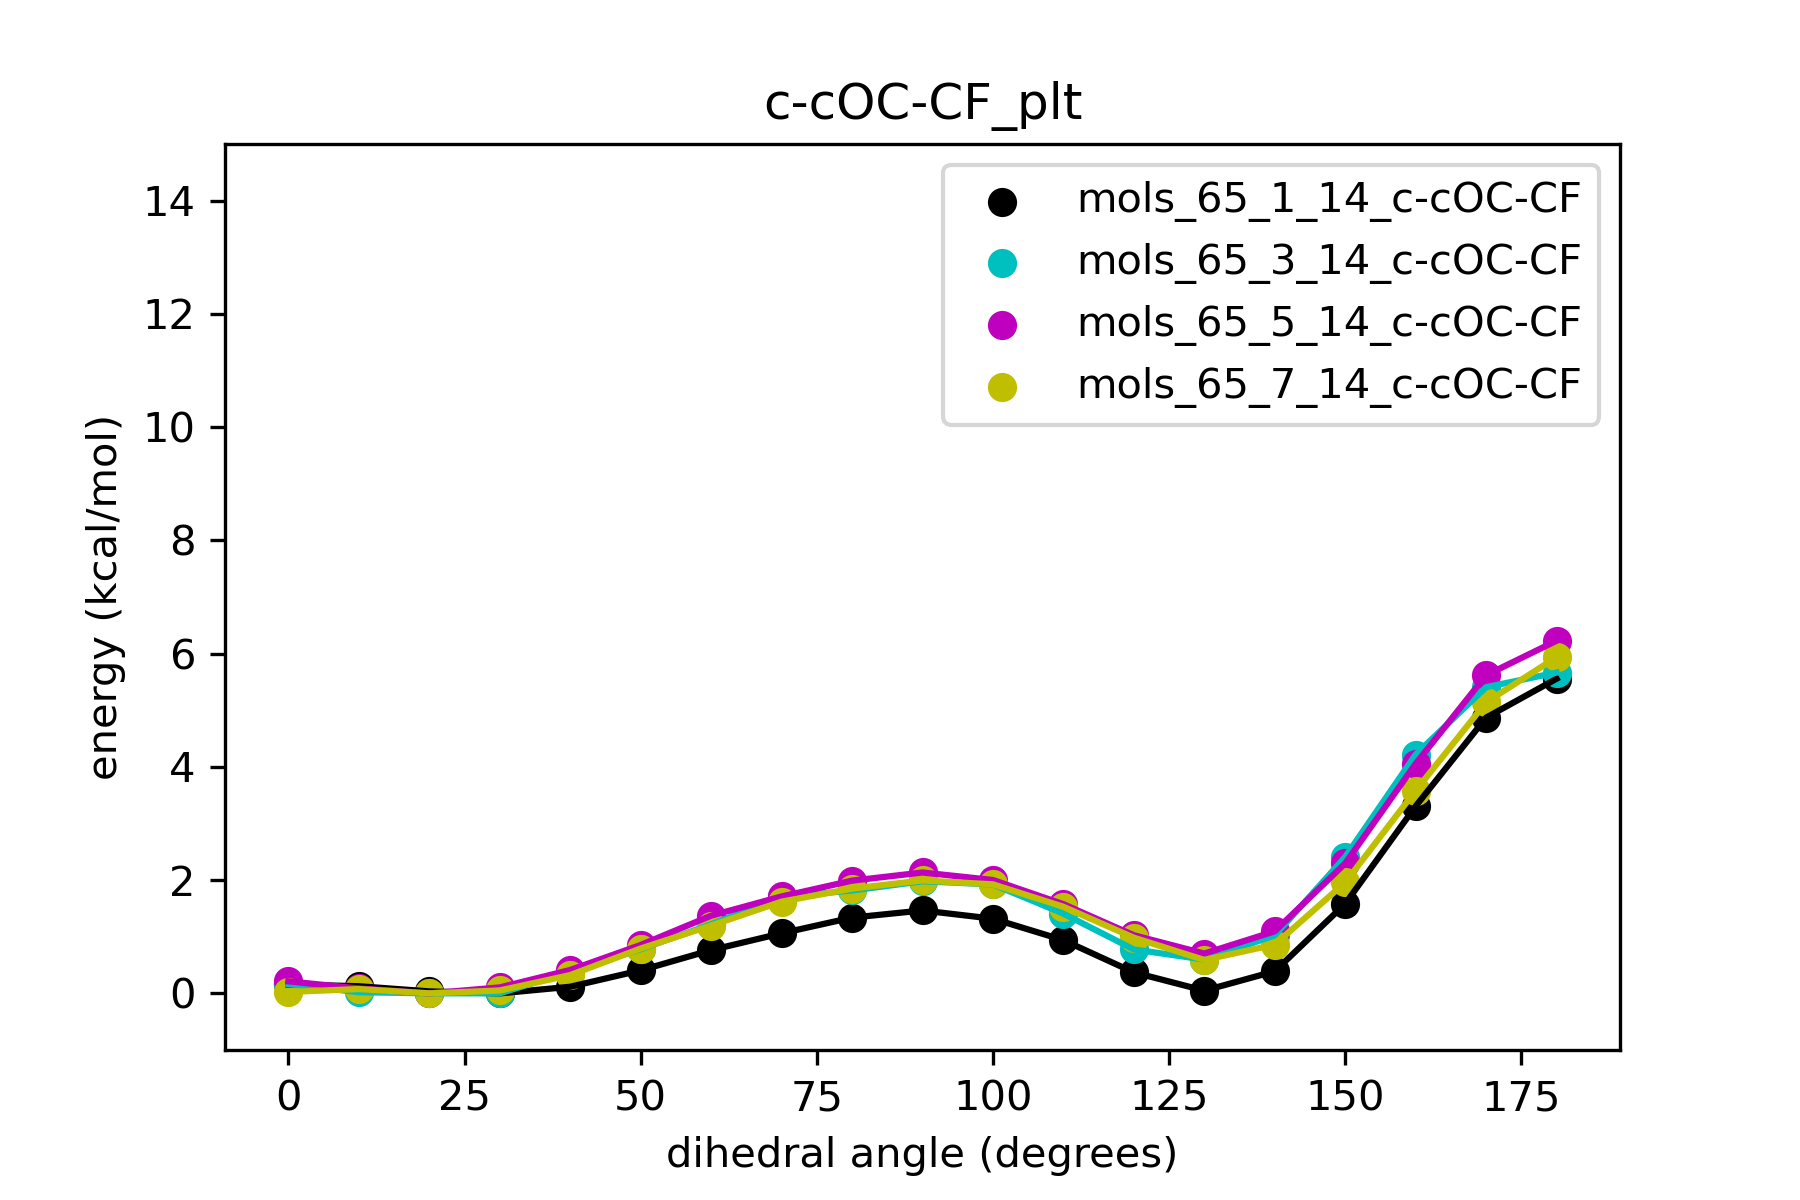 c-cOC-CF_plt
mols_65_1_14_c-cOC-CF
mols_65_3_14_c-cOC-CF
mols_65_5_14_c-cOC-CF
mols_65_7_14_c-cOC-CF
energy (kcal/mol)
14
12
10
8
6
4
2
0
0 25 50 75 100 125 150 175
dihedral angle (degrees)